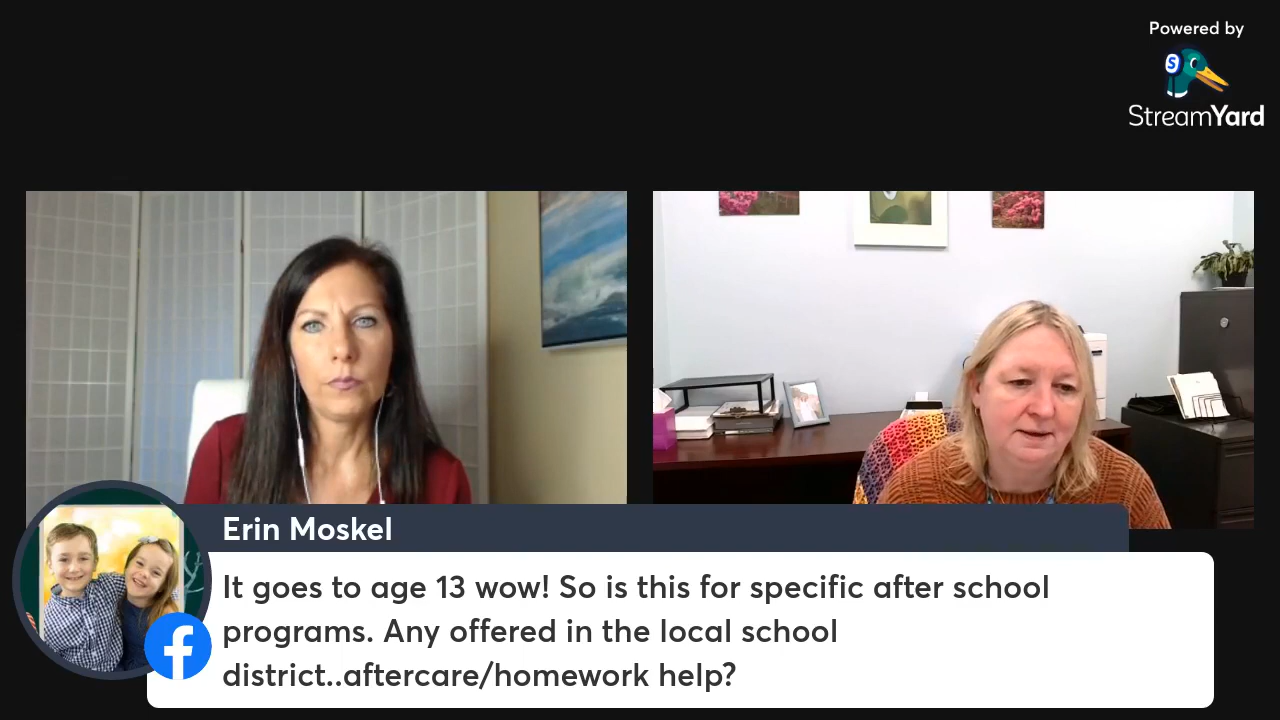 Powered by
S
StreamYard
Erin Moskel
It goes to age 13 wow! So is this for specific after school
programs. Any offered in the local school
district..aftercare/homework help?